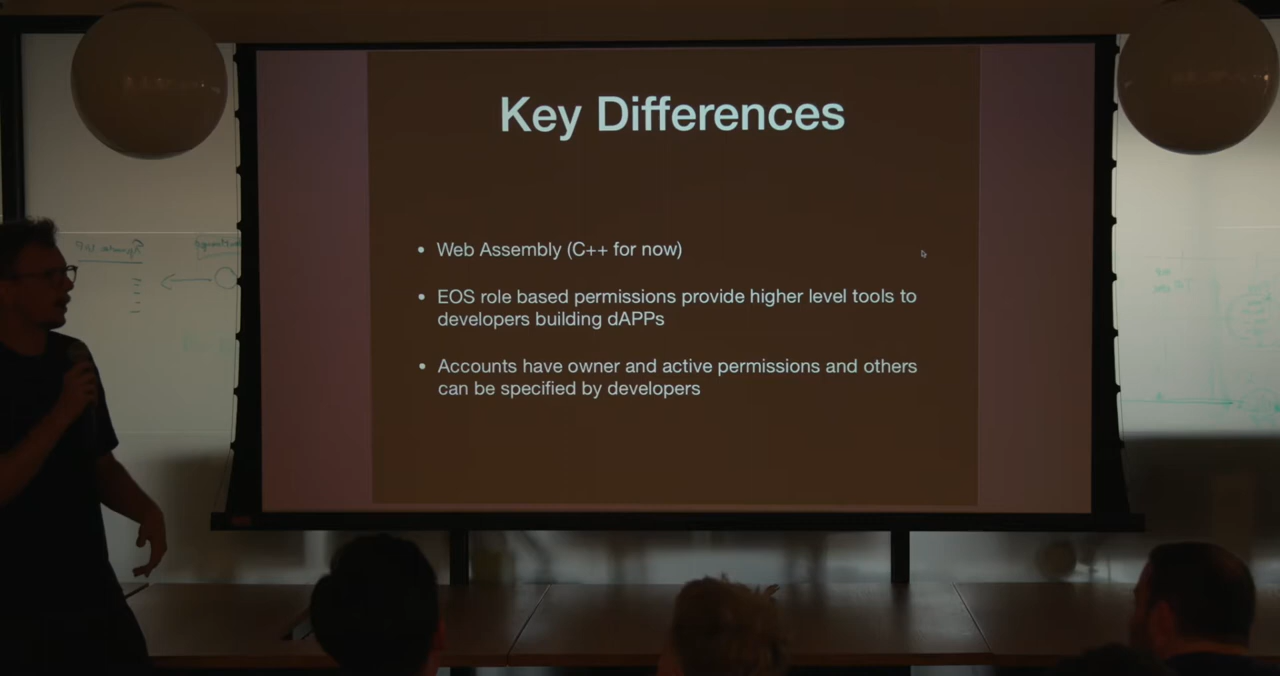 Key Differences
• Web Assembly (C++ for now)
• EOS role based permissions provide higher level tools to
developers building dAPPs
• Accounts have owner and active permissions and others
can be specified by developers